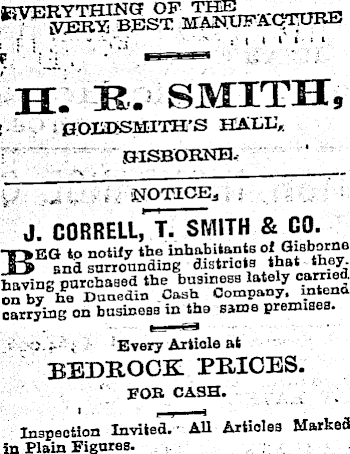 EVERYTHING OF THE
VERY BEST MANUFACTURE
H. R. SMITH,
GOLDSMITH'S HALL,
GISBORNE.
NOTICE,
J. CORRELL, T. SMITH & CO.
BEG to notify the inhabitants of Gisborne
and surrounding districts that they
having purchased the business lately carried
on by he Dunedin Cash Company, intend
carrying on business in the same premises.
Every Article at
BEDROCK PRICES.
FOR CASH.
Inspection Invited. All Articles Marked
in Plain Figures.